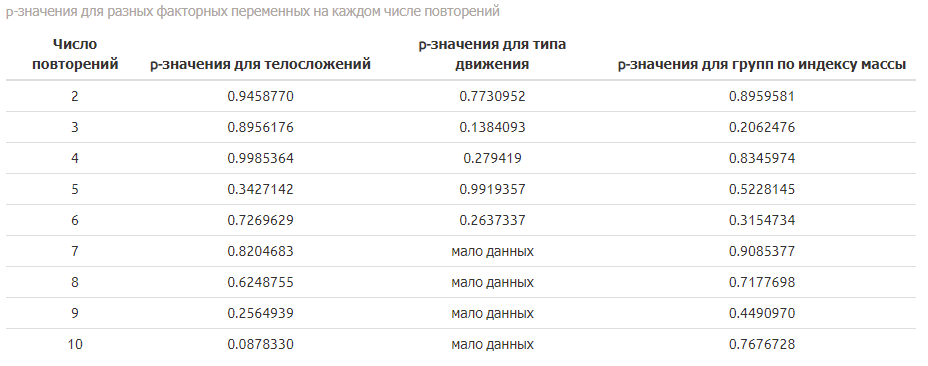 p-значения для разных факторных переменных на каждом числе повторений
Число повторений p-значения для телосложений p-значения для типа движения p-значения для групп по индексу массы
2 0.9458770 0.7730952 0.8959581
3 0.8956176 0.1384093 0.2062476
4 0.9985364 0.279419 0.8345974
5 0.3427142 0.9919357 0.5228145
6 0.7269629 0.2637337 0.3154734
7 0.8204683 мало данных 0.9085377
8 0.6248755 мало данных 0.7177698
9 0.2564939 мало данных 0.4490970
10 0.0878330 мало данных 0.7676728